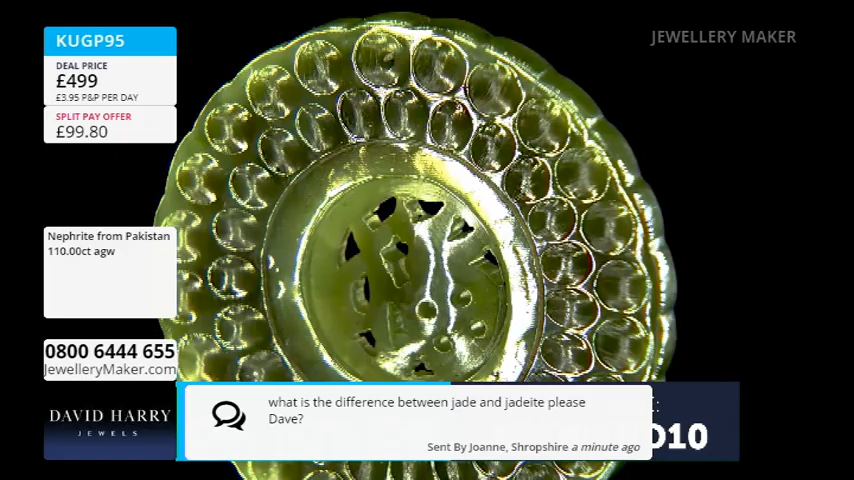 KUGP95
DEAL PRICE
£499
£3.95 P&P PER DAY
SPLIT PAY OFFER
£99.80
JEWELLERY MAKER
Nephrite from Pakistan
110.00ct agw
0800 6444 655
JewelleryMaker.com
DAVID HARRY
JEWELS
what is the difference between jade and jadeite please
Dave?
Sent By Joanne, Shropshire a minute ago